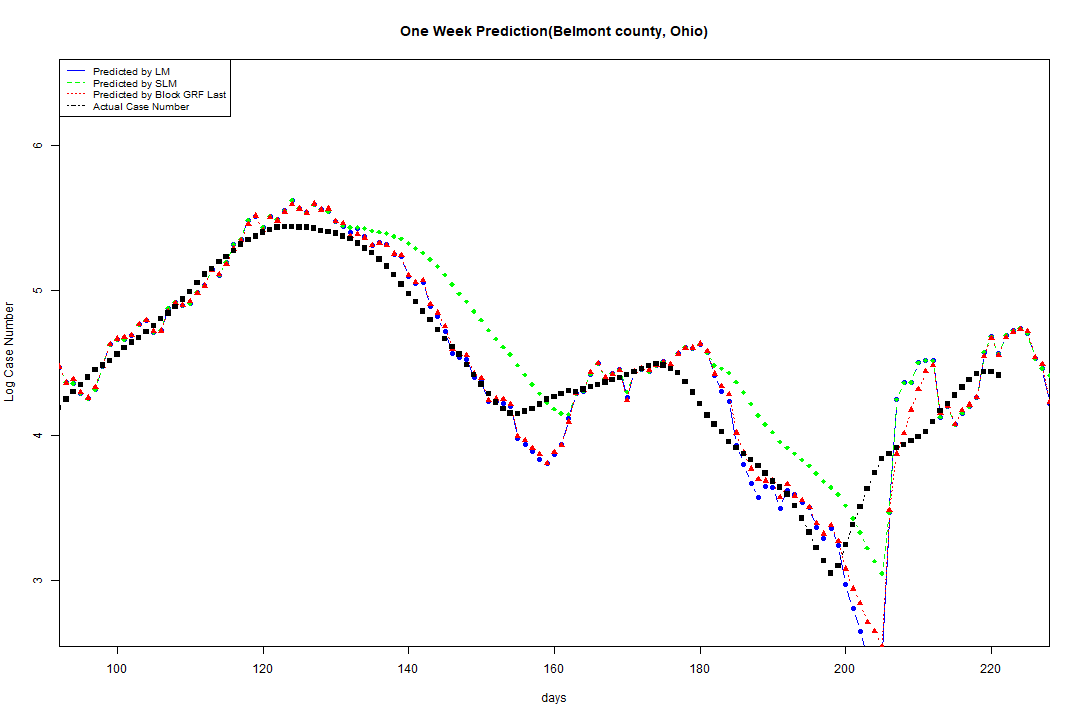 One Week Prediction(Belmont county, Ohio)
Predicted by LM
Predicted by SLM
Predicted by Block GRF Last
Actual Case Number
Log Case Number
6
5
4
3
100 120 140 160 180 200 220
days